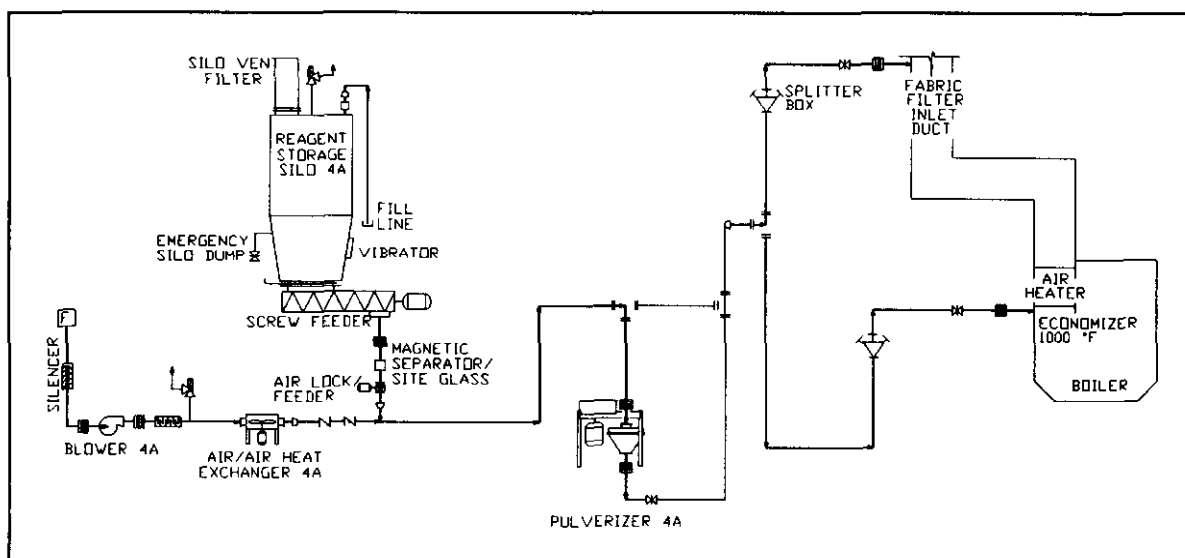 SILO VEN
FILTER
REAGENT
STORAGE
SILO 4A
FILL
LINE
EMERGENCY
SILO DUMP
VIBRATOR
SCREW FEEDER
MAGNETIC
SEPARATOR/
SITE GLASS
AIR LOCK/
FEEDER
F
SILENCER
BLOWER 4A
AIR/AIR HEAT
EXCHANGER 4A
PULVERIZER 4A
SPLITTER
BOX
FABRIC
FILTER
INLET
DUCT
AIR
HEATER
ECONOMIZER
1000 °F
BOILER